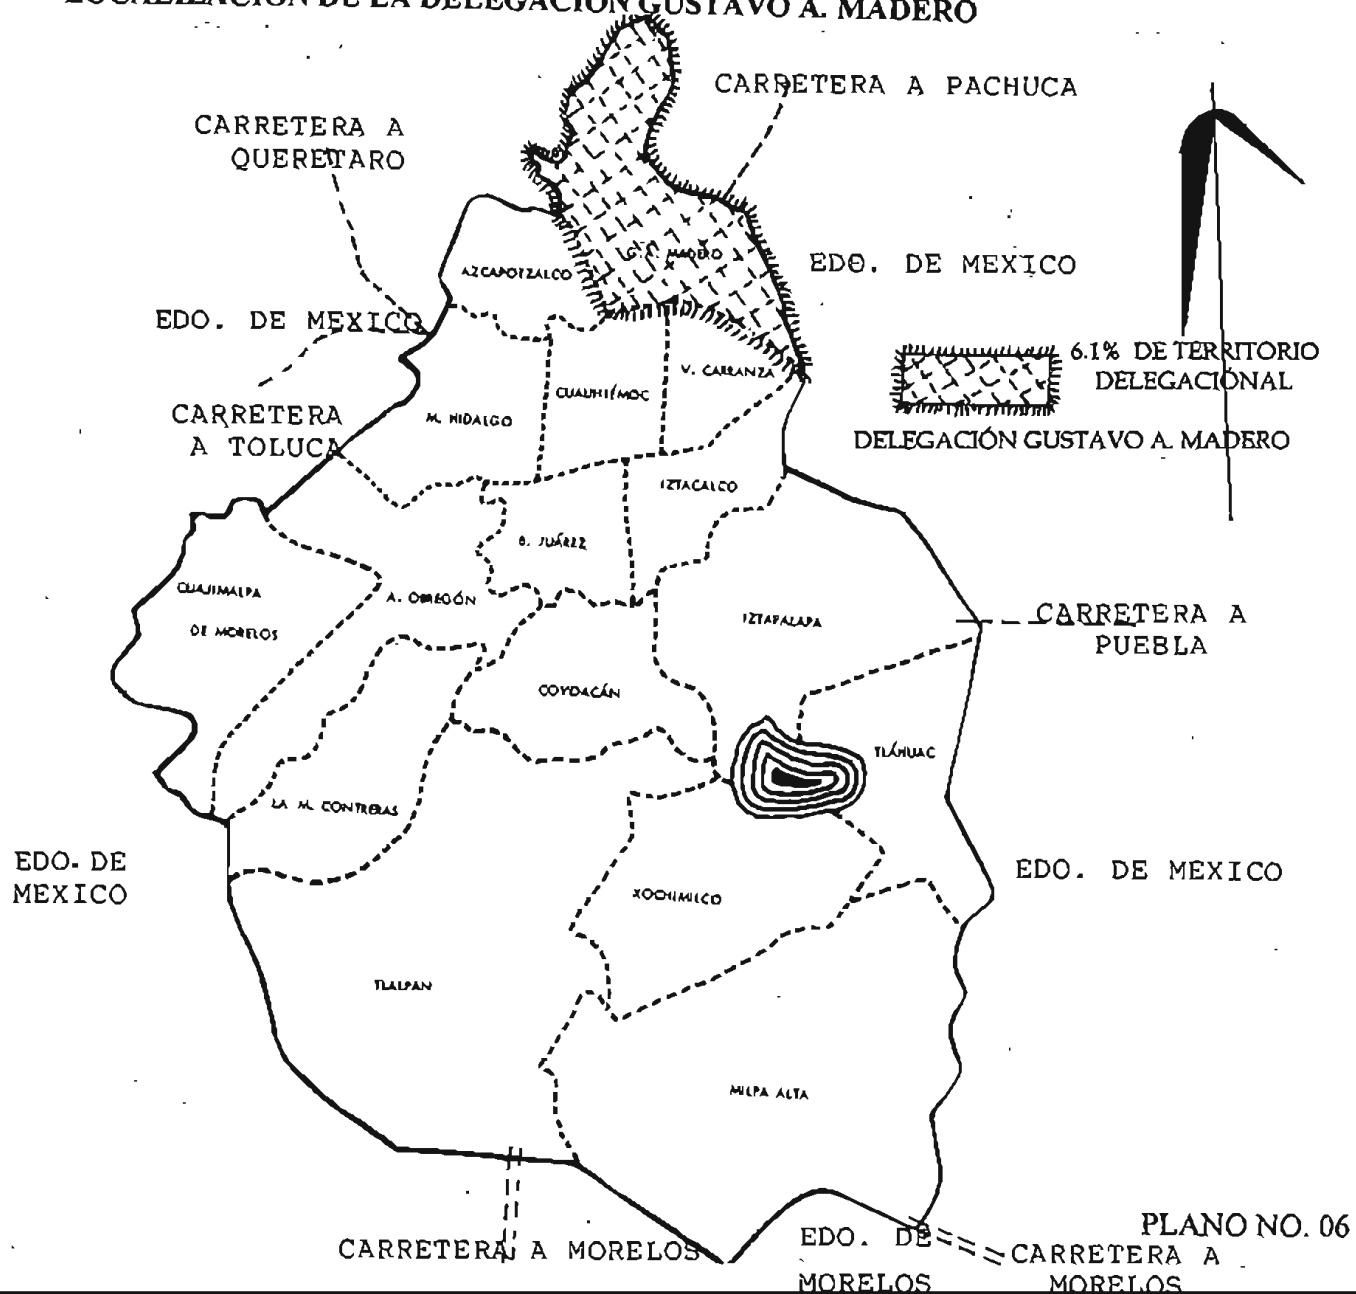 LOCALIZACIÓN DE LA DELEGACIÓN GUSTAVO A. MADERO
CARRETERA A PACHUCA
CARRETERA A
QUERETARO
G. A. MADERO
AZCAPOTZALCO
EDO. DE MEXICO
EDO. DE MEXICO
6.1% DE TERRITORIO
DELEGACIONAL
V. CARRANZA
CUAUHTÉMOC
M. HIDALGO
CARRETERA
A TOLUCA
DELEGACIÓN GUSTAVO A. MADERO
IZTACALCO
B. JUÁREZ
CUAJIMALPA
DE MORELOS
A. OBREGÓN
IZTAPALAPA
CARRETERA A
PUEBLA
COYOACÁN
TLÁHUAC
LA M. CONTRERAS
EDO. DE
MEXICO
EDO. DE MEXICO
XOCHIMILCO
TLALPAN
MILPA ALTA
PLANO NO. 06
CARRETERA A MORELOS
EDO. DE
MORELOS
CARRETERA A
MORELOS